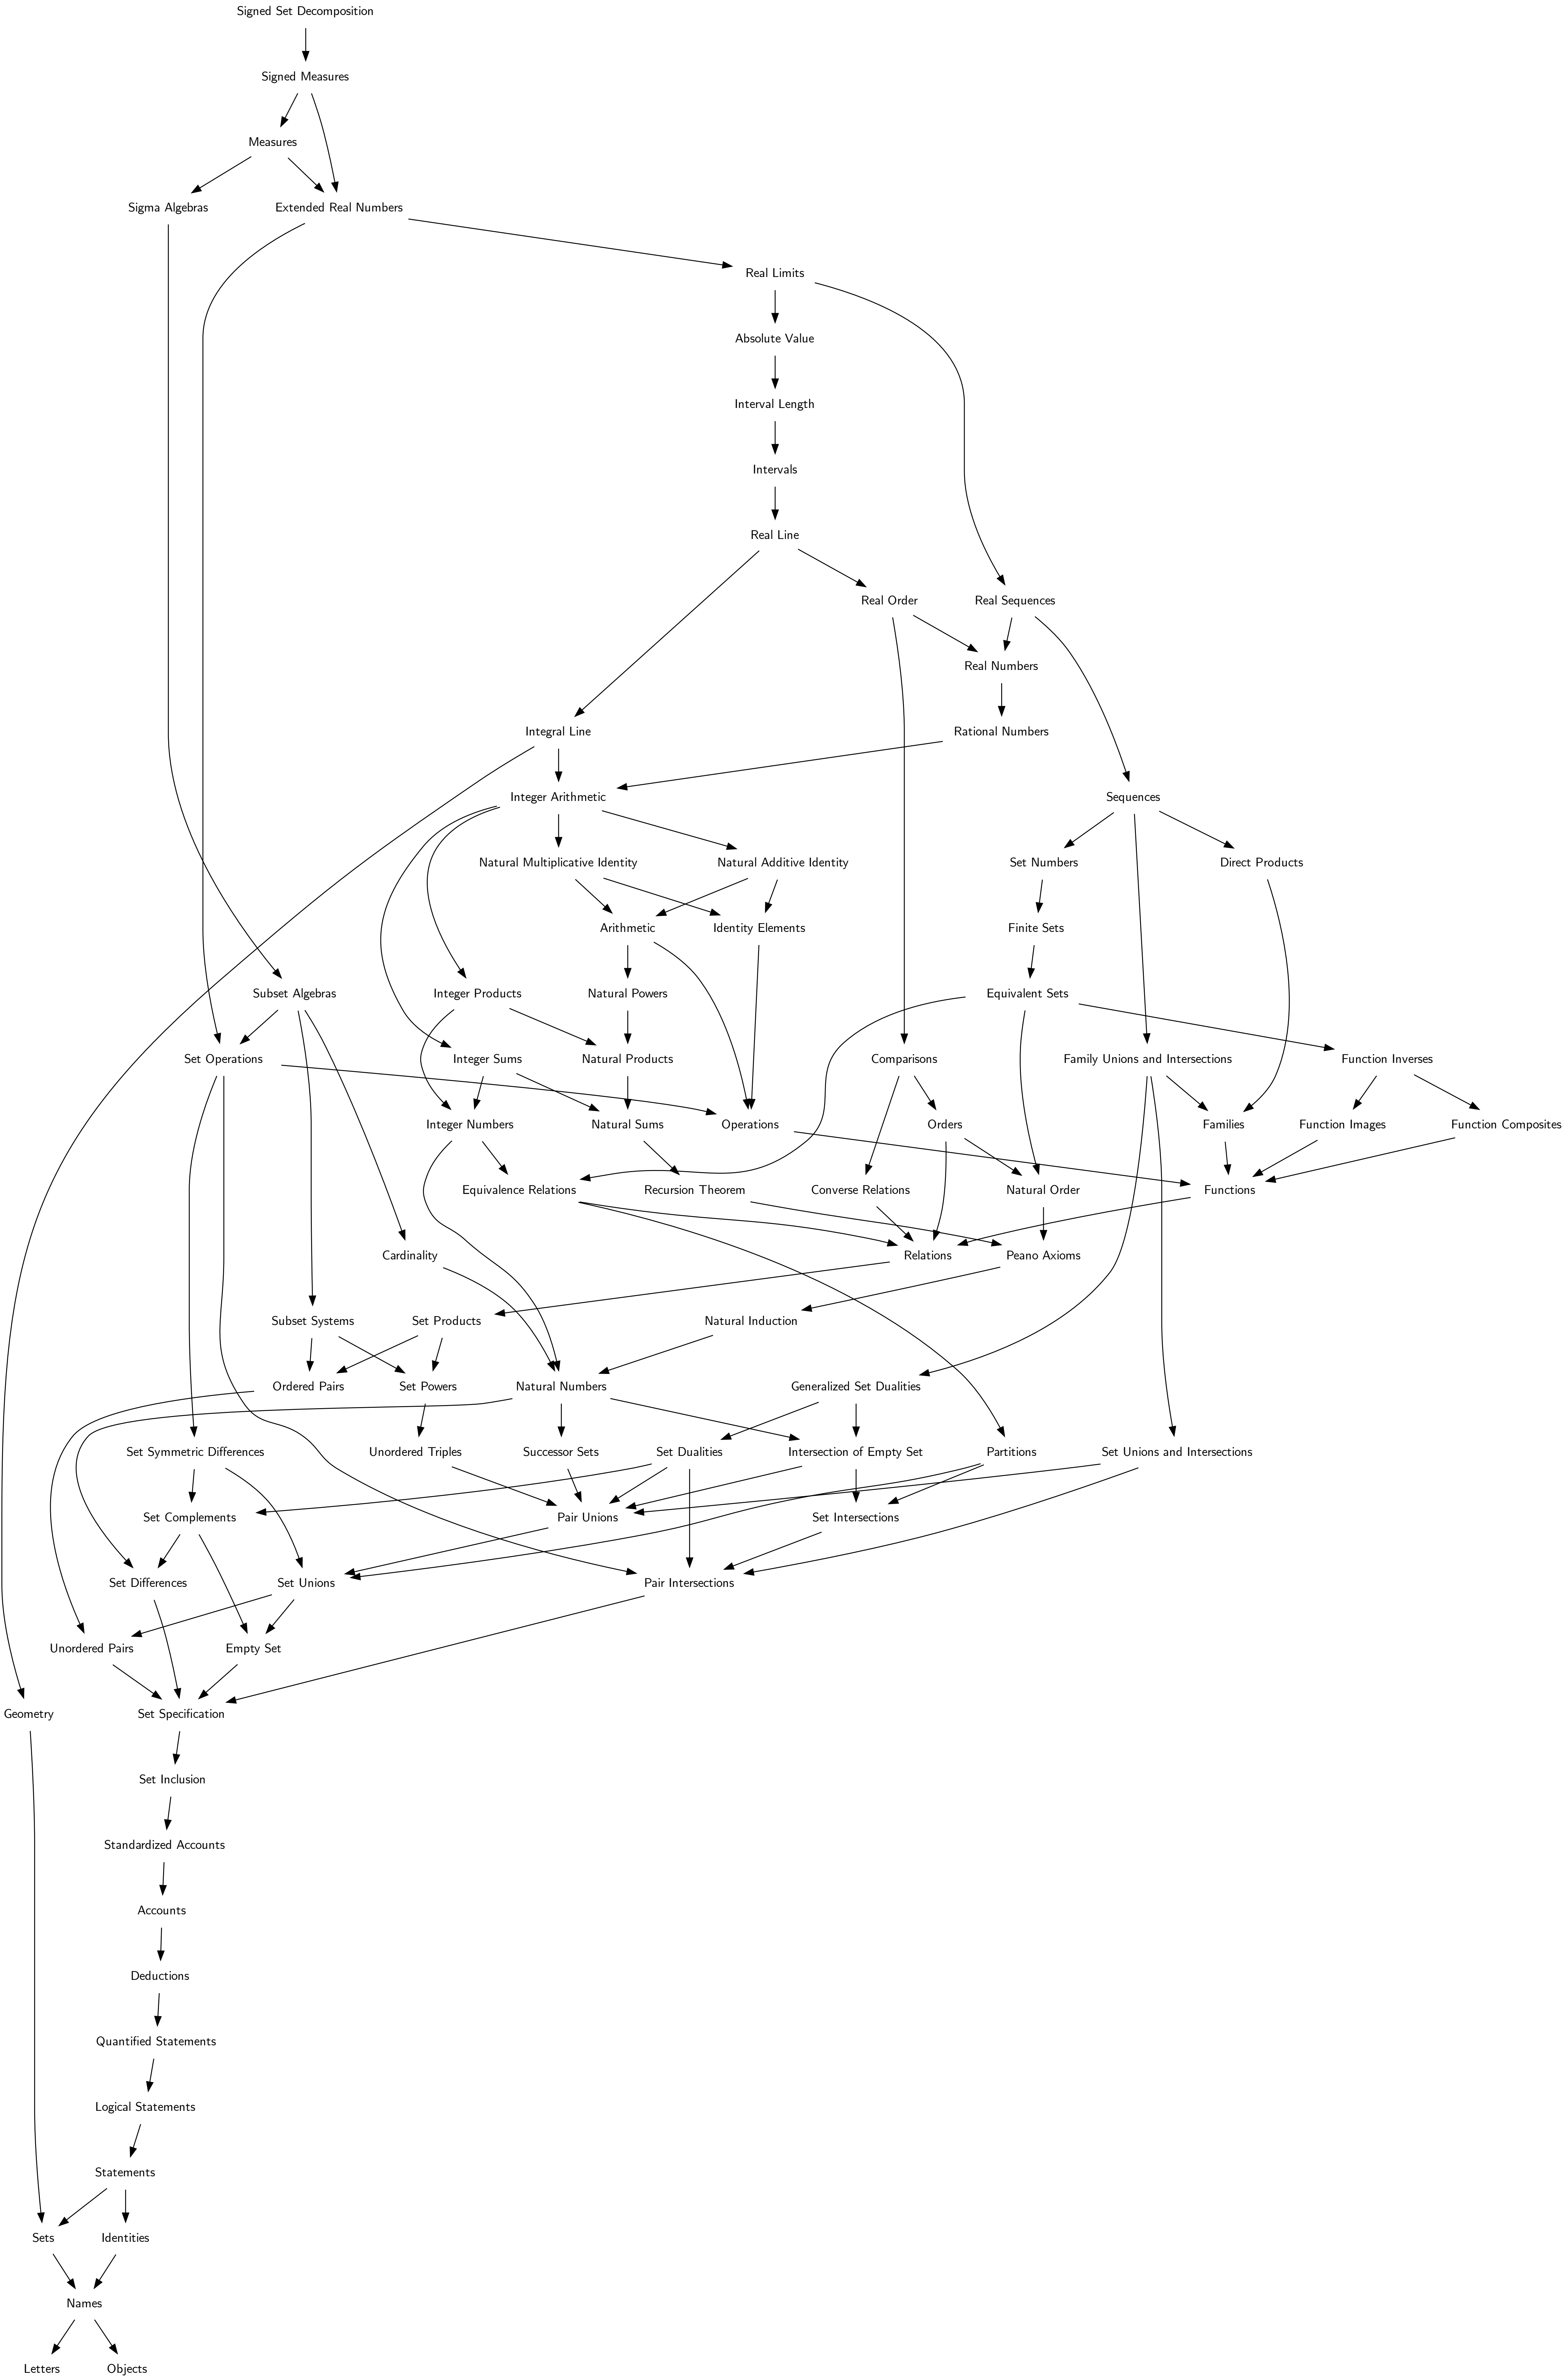 Signed Set Decomposition
Signed Measures
Measures
Sigma Algebras
Extended Real Numbers
Real Limits
Absolute Value
Interval Length
Intervals
Real Line
Real Order
Real Sequences
Real Numbers
Integral Line
Rational Numbers
Integer Arithmetic
Sequences
Natural Multiplicative Identity
Natural Additive Identity
Set Numbers
Direct Products
Arithmetic
Identity Elements
Finite Sets
Subset Algebras
Integer Products
Natural Powers
Equivalent Sets
Set Operations
Integer Sums
Natural Products
Comparisons
Family Unions and Intersections
Function Inverses
Integer Numbers
Natural Sums
Operations
Orders
Families
Function Images
Function Composites
Equivalence Relations
Recursion Theorem
Converse Relations
Natural Order
Functions
Cardinality
Relations
Peano Axioms
Subset Systems
Set Products
Natural Induction
Ordered Pairs
Set Powers
Natural Numbers
Generalized Set Dualities
Set Symmetric Differences
Unordered Triples
Successor Sets
Set Dualities
Intersection of Empty Set
Partitions
Set Unions and Intersections
Set Complements
Pair Unions
Set Intersections
Set Differences
Set Unions
Pair Intersections
Unordered Pairs
Empty Set
Geometry
Set Specification
Set Inclusion
Standardized Accounts
Accounts
Deductions
Quantified Statements
Logical Statements
Statements
Sets
Identities
Names
Letters
Objects